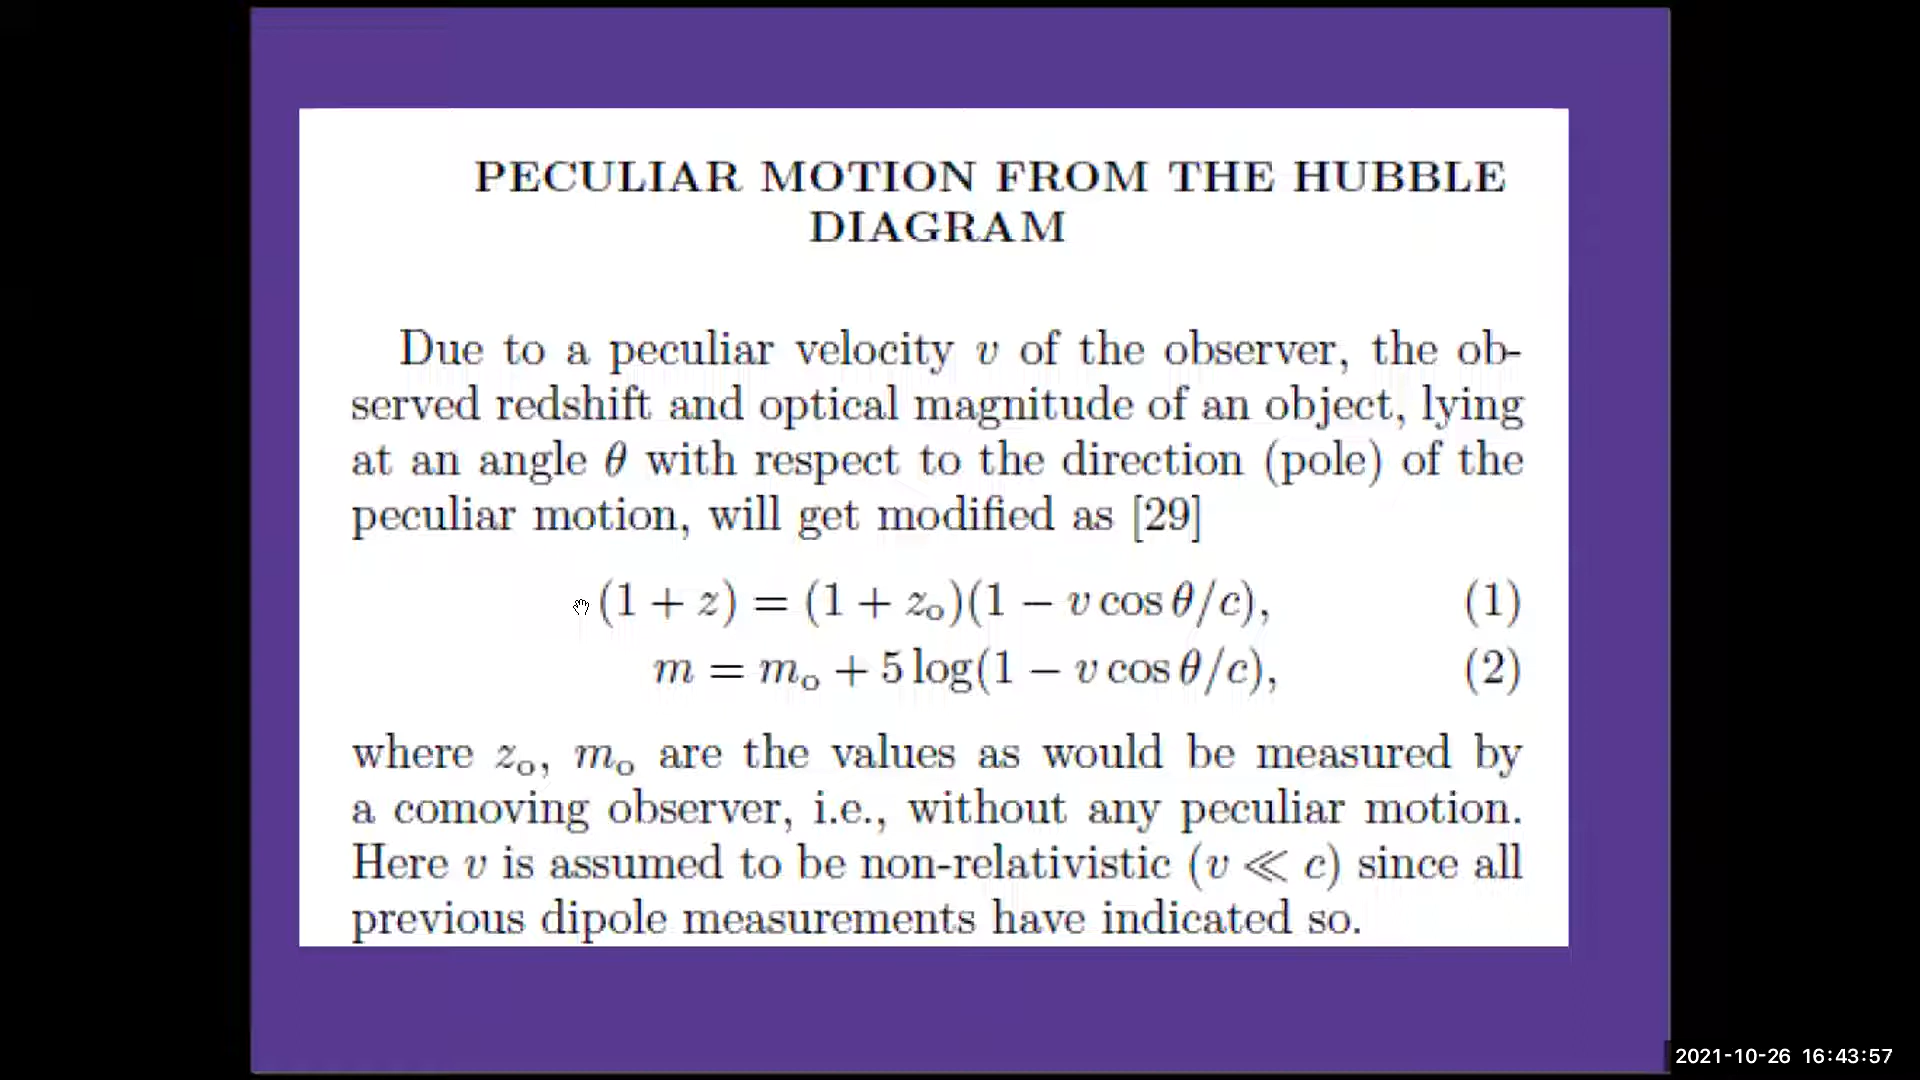 PECULIAR MOTION FROM THE HUBBLE
DIAGRAM
Due to a peculiar velocity v of the observer, the ob-
served redshift and optical magnitude of an object, lying
at an angle θ with respect to the direction (pole) of the
peculiar motion, will get modified as [29]
(1 + z) = (1 + zₒ)(1 − v cos θ/c), (1)
m = mₒ + 5 log(1 − v cos θ/c), (2)
where zₒ, mₒ are the values as would be measured by
a comoving observer, i.e., without any peculiar motion.
Here v is assumed to be non-relativistic (v ≪ c) since all
previous dipole measurements have indicated so.
2021-10-26 16:43:57